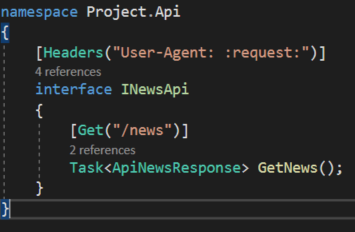 namespace Project.Api
{
[Headers("User-Agent: :request:")]
4 references
interface INewsApi
{
[Get("/news")]
2 references
Task<ApiNewsResponse> GetNews();
}
}